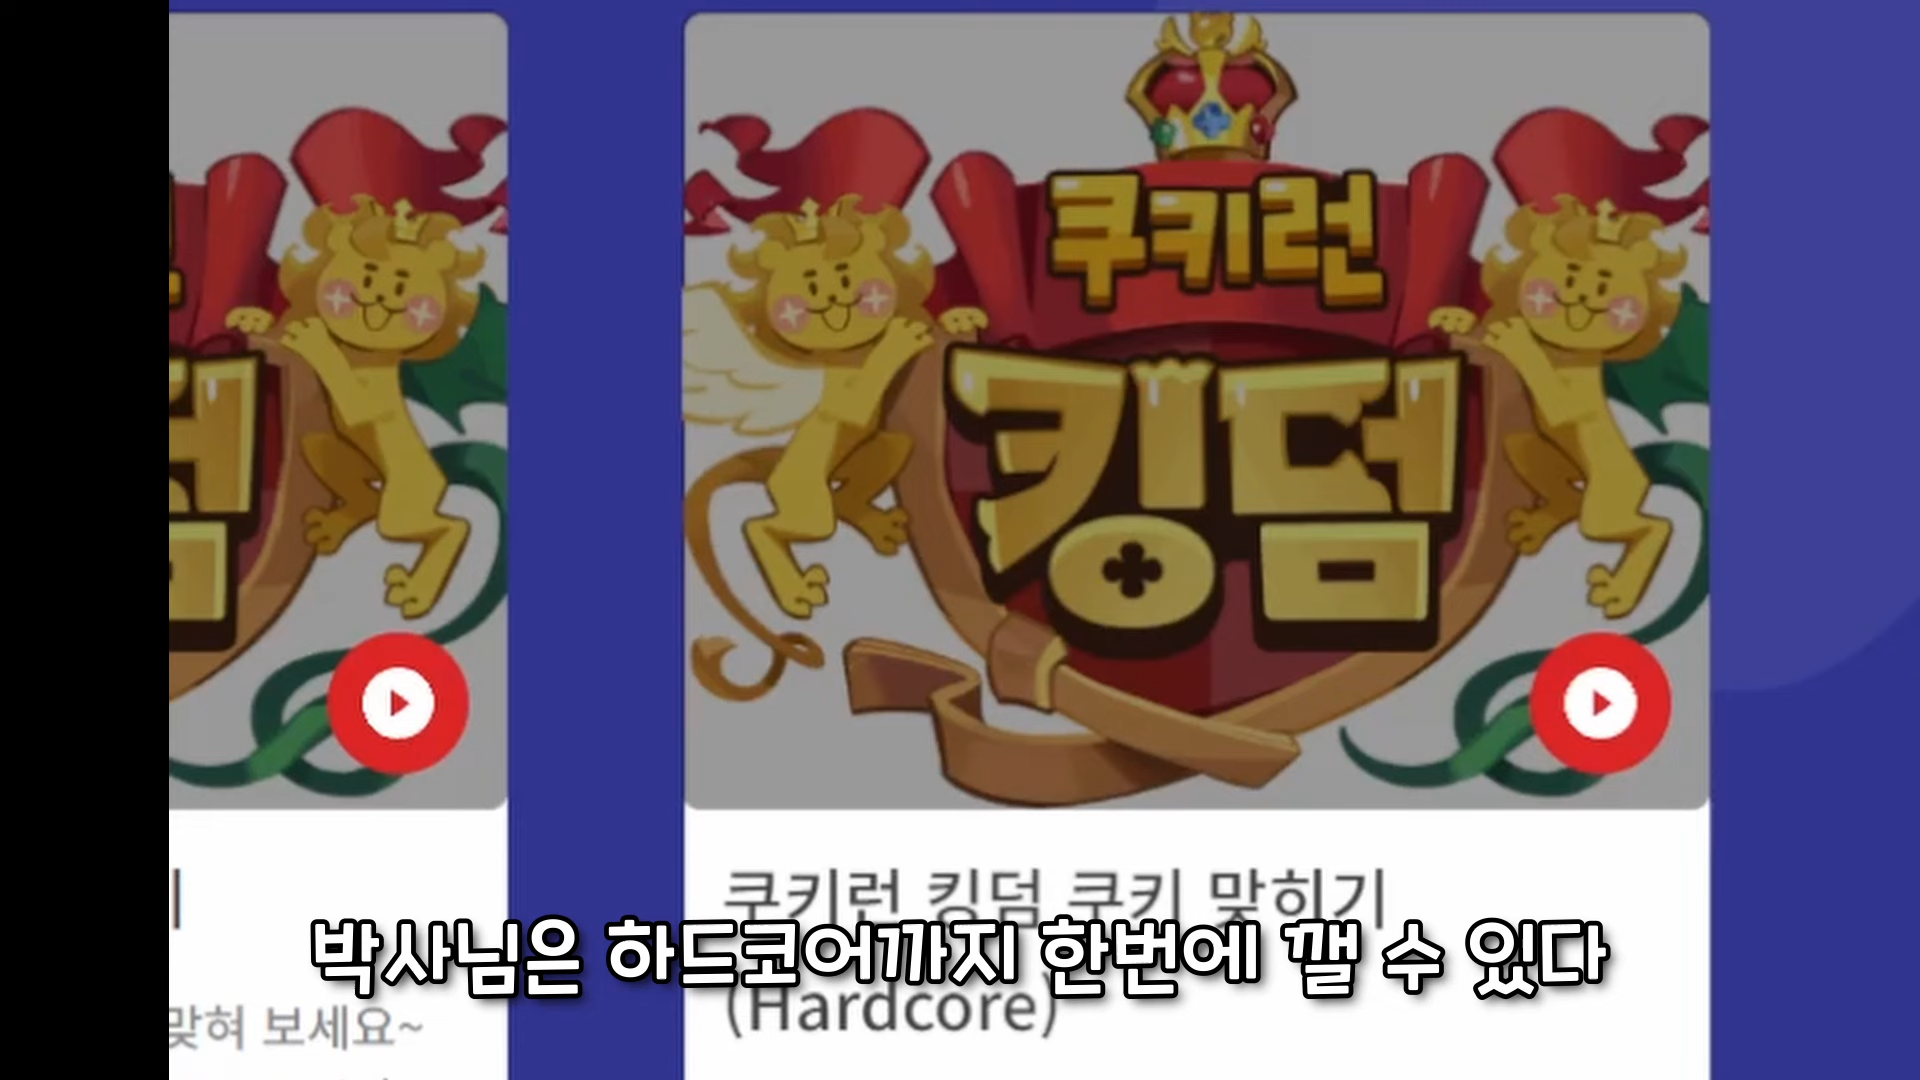 쿠키런
킹덤
쿠키런 킹덤 쿠키 맞히기
(Hardcore)
맞혀 보세요~
박사님은 하드코어까지 한번에 깰 수 있다